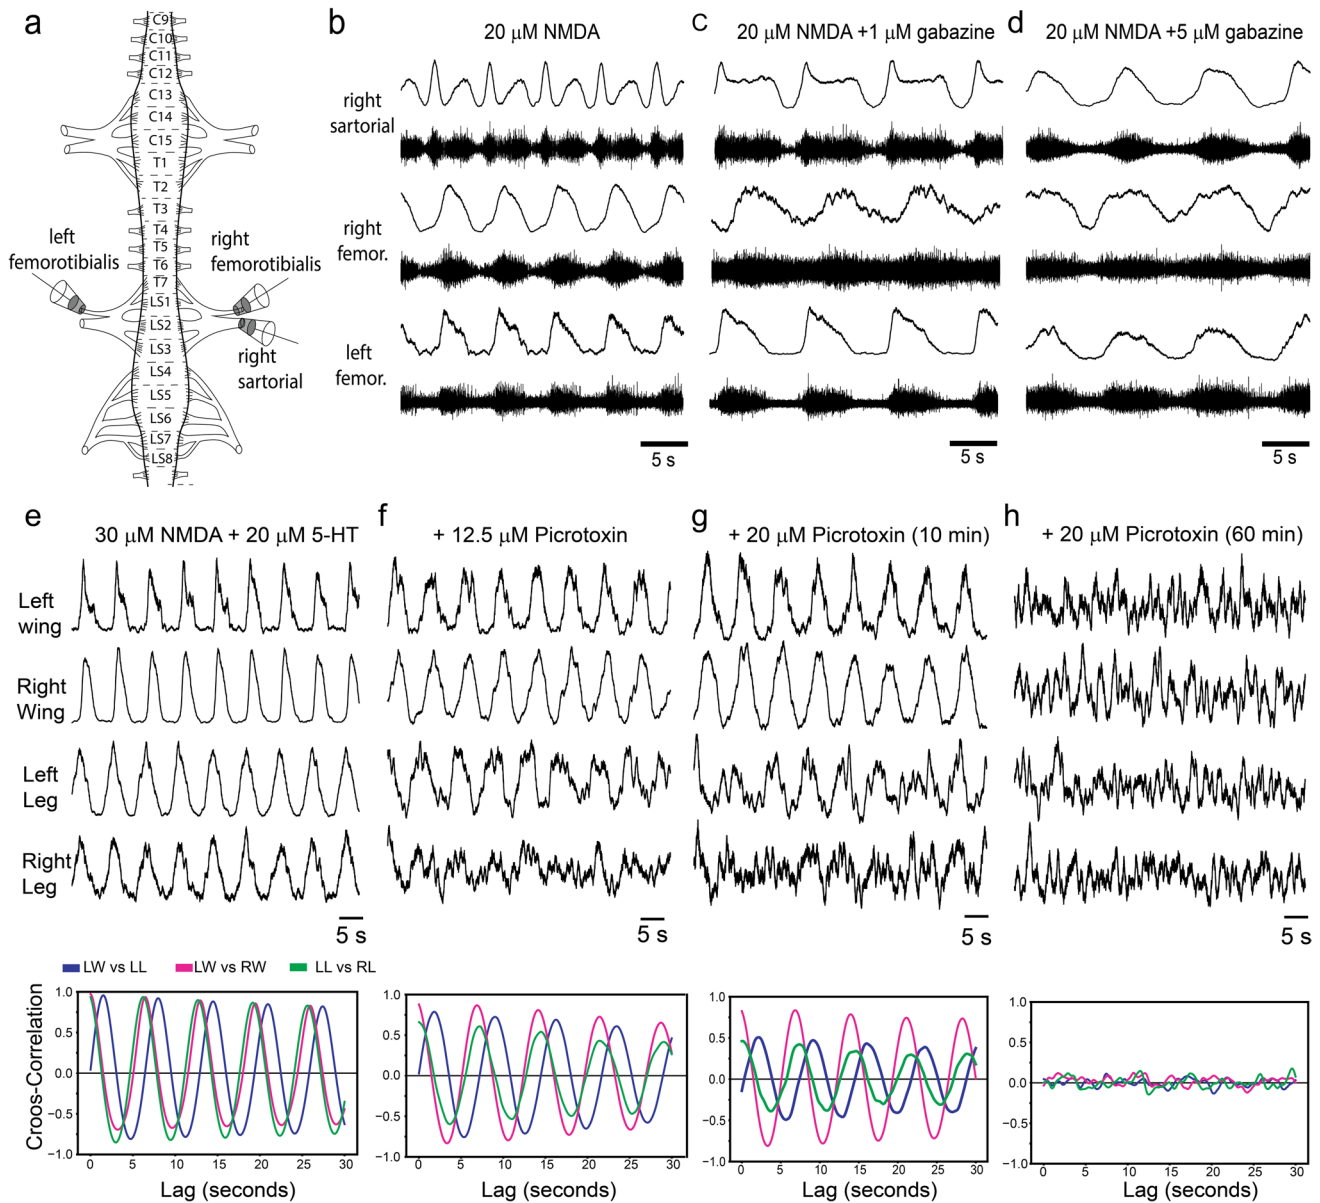 a
C9
C10
C11
C12
C13
C14
C15
T1
T2
T3
T4
T5
T6
T7
LS1
LS2
LS3
LS4
LS5
LS6
LS7
LS8
left
femorotibialis
right
femorotibialis
right
sartorial
b
20 μM NMDA
c
20 μM NMDA +1 μM gabazine
d
20 μM NMDA +5 μM gabazine
right
sartorial
right
femor.
left
femor.
5 s
5 s
5 s
e
30 μM NMDA + 20 μM 5-HT
f
+ 12.5 μM Picrotoxin
g
+ 20 μM Picrotoxin (10 min)
h
+ 20 μM Picrotoxin (60 min)
Left
wing
Right
Wing
Left
Leg
Right
Leg
5 s
5 s
5 s
5 s
LW vs LL
LW vs RW
LL vs RL
Croos-Correlation
1.0
0.5
0.0
−0.5
−1.0
0 5 10 15 20 25 30
Lag (seconds)
1.0
0.5
0.0
−0.5
−1.0
0 5 10 15 20 25 30
Lag (seconds)
1.0
0.5
0.0
−0.5
−1.0
0 5 10 15 20 25 30
Lag (seconds)
1.0
0.5
0.0
−0.5
−1.0
0 5 10 15 20 25 30
Lag (seconds)